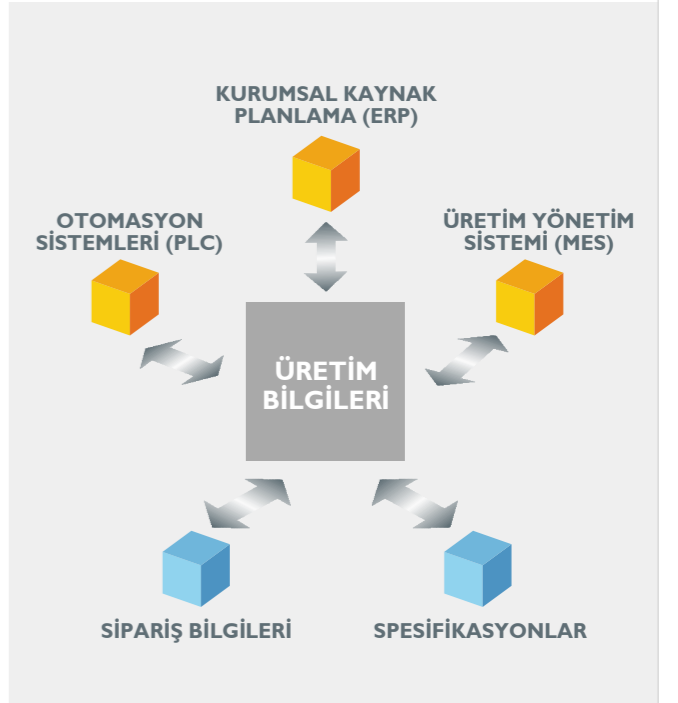 KURUMSAL KAYNAK
PLANLAMA (ERP)
OTOMASYON
SİSTEMLERİ (PLC)
ÜRETİM YÖNETİM
SİSTEMİ (MES)
ÜRETİM
BİLGİLERİ
SİPARİŞ BİLGİLERİ
SPESİFİKASYONLAR